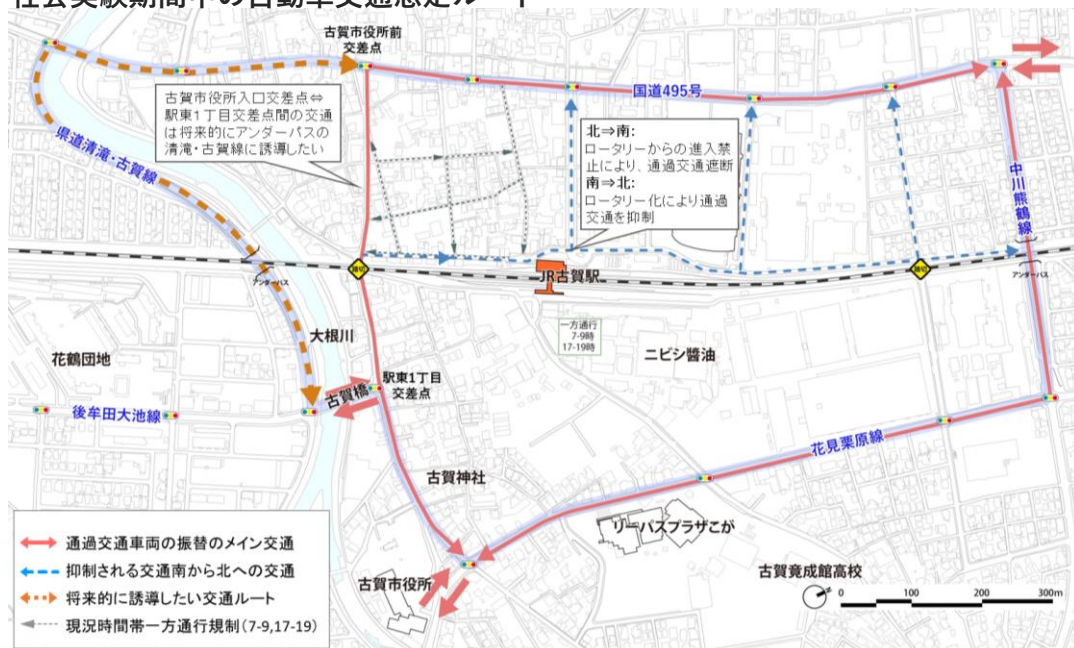 社会実験期間中の自動車交通想定ルート
古賀市役所前
交差点
国道495号
古賀市役所入口交差点⇔
駅東1丁目交差点間の交通
は将来的にアンダーパスの
清滝・古賀線に誘導したい
県道清滝・古賀線
北⇒南:
ロータリーからの進入禁
止により、通過交通遮断
南⇒北:
ロータリー化により通過
交通を抑制
中川熊鶴線
踏切
踏切
アンダーパス
アンダーパス
JR古賀駅
一方通行
7-9時
17-19時
大根川
ニビシ醤油
花鶴団地
駅東1丁目
交差点
古賀橋
後牟田大池線
花見栗原線
古賀神社
リーパスプラザこが
古賀市役所
古賀竟成館高校
0 100 200 300m
通過交通車両の振替のメイン交通
抑制される交通南から北への交通
将来的に誘導したい交通ルート
現況時間帯一方通行規制(7-9,17-19)